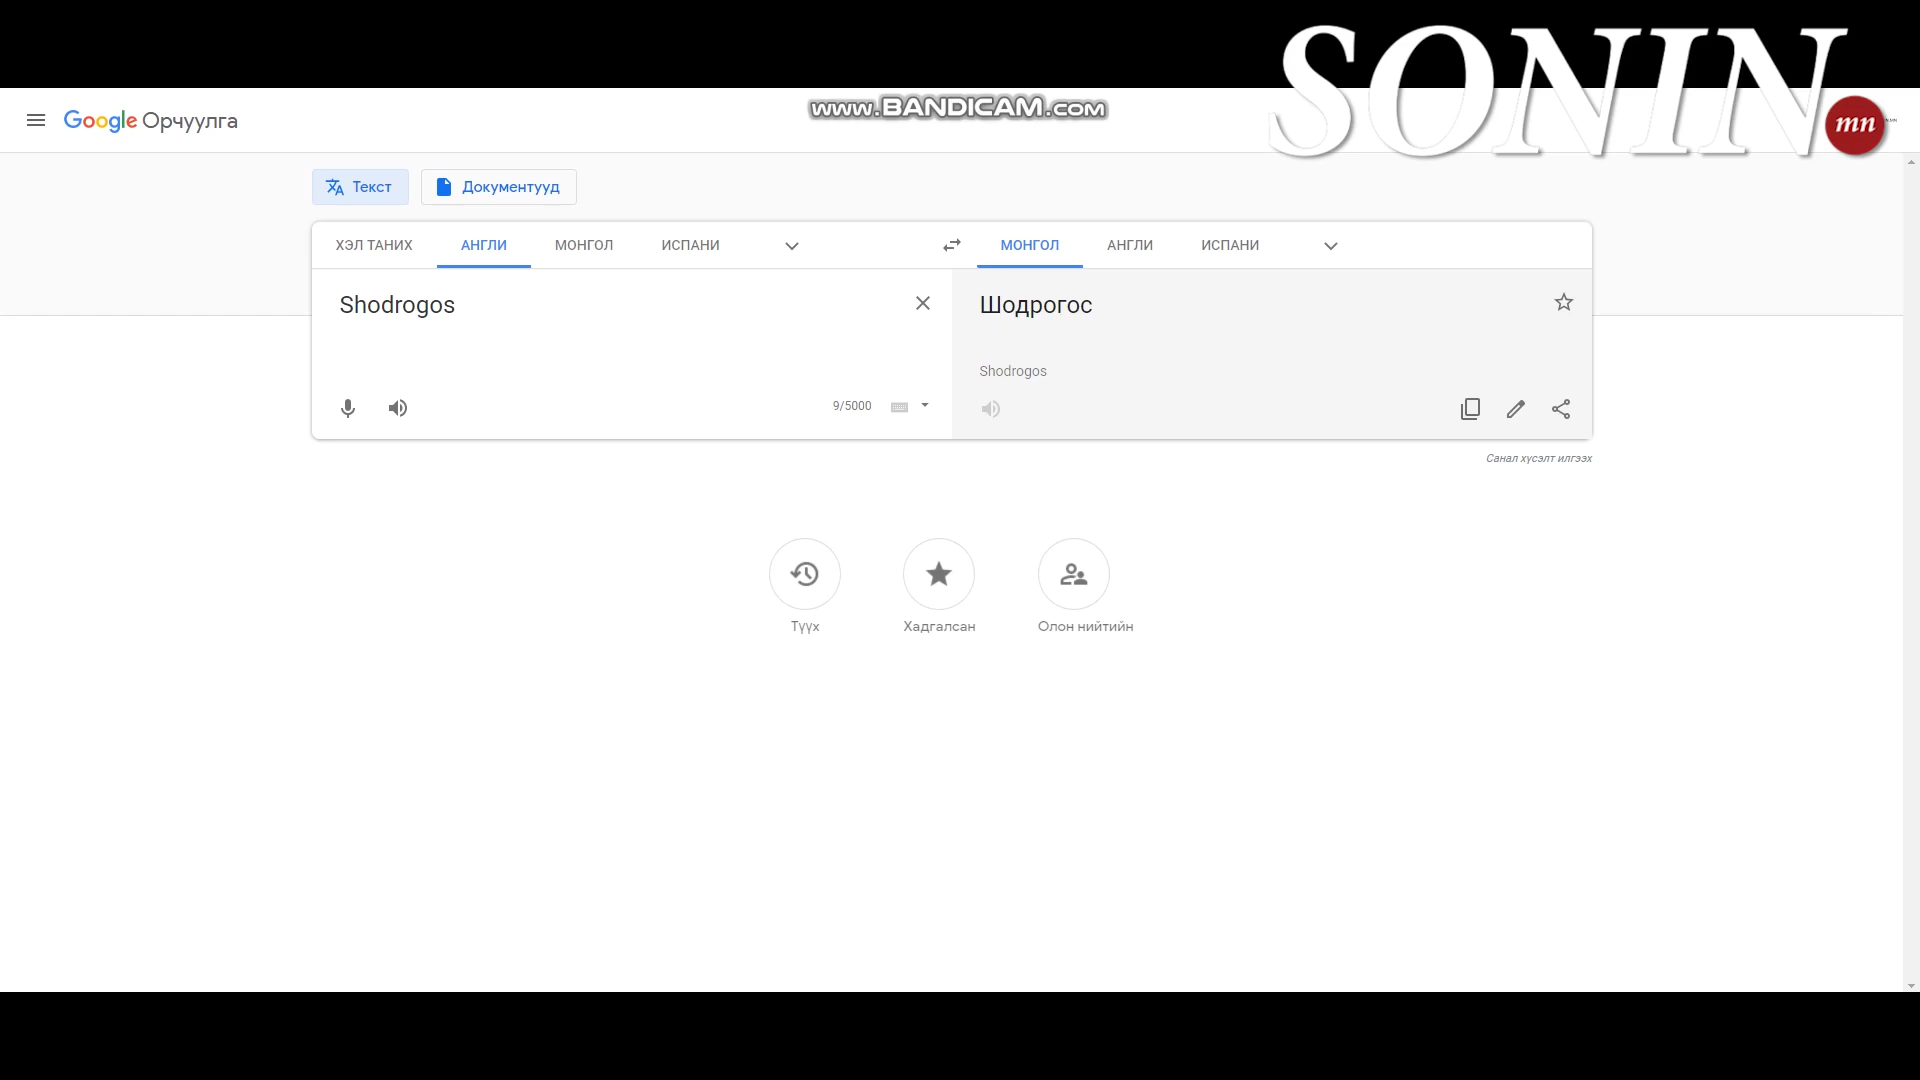 SONIN
mn
www.BANDICAM.com
Google Орчуулга
Текст
Документууд
ХЭЛ ТАНИХ
АНГЛИ
МОНГОЛ
ИСПАНИ
МОНГОЛ
АНГЛИ
ИСПАНИ
Shodrogos
Шодрогос
Shodrogos
9/5000
Санал хүсэлт илгээх
Түүх
Хадгалсан
Олон нийтийн